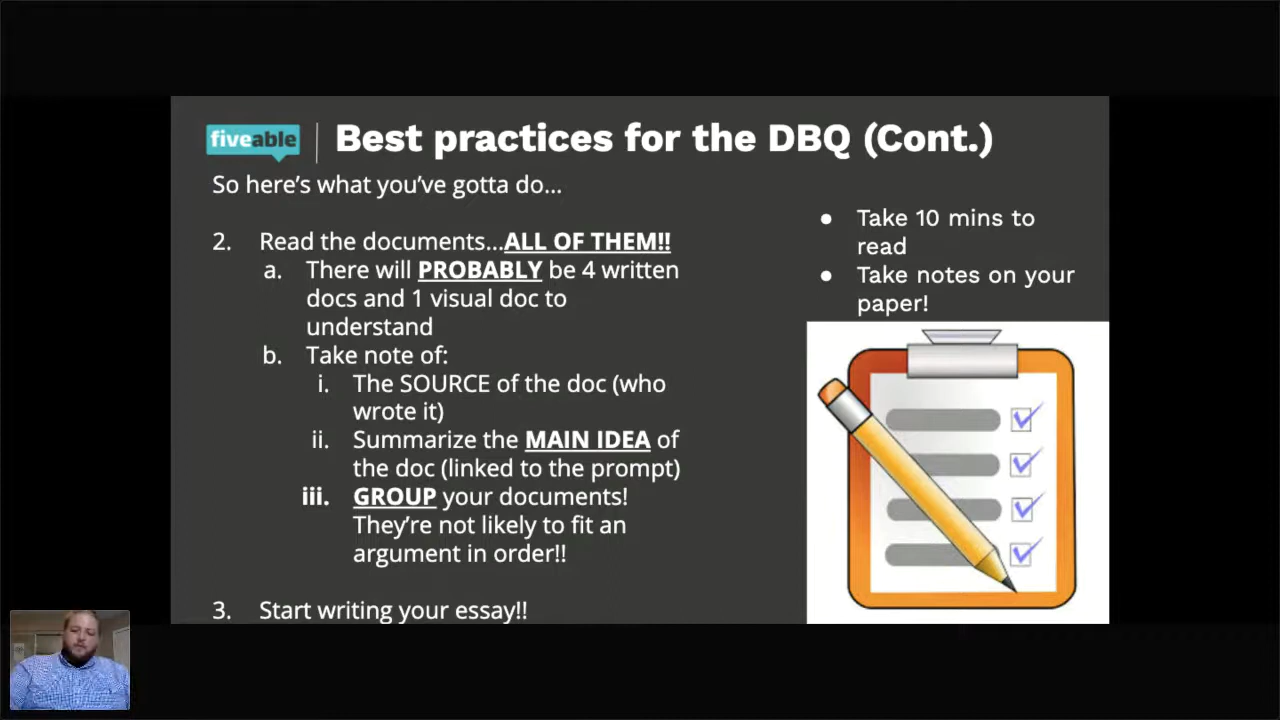 fiveable
Best practices for the DBQ (Cont.)
So here's what you've gotta do...
2. Read the documents...ALL OF THEM!!
a. There will PROBABLY be 4 written
docs and 1 visual doc to
understand
b. Take note of:
i. The SOURCE of the doc (who
wrote it)
ii. Summarize the MAIN IDEA of
the doc (linked to the prompt)
iii. GROUP your documents!
They're not likely to fit an
argument in order!!
3. Start writing your essay!!
● Take 10 mins to
read
● Take notes on your
paper!